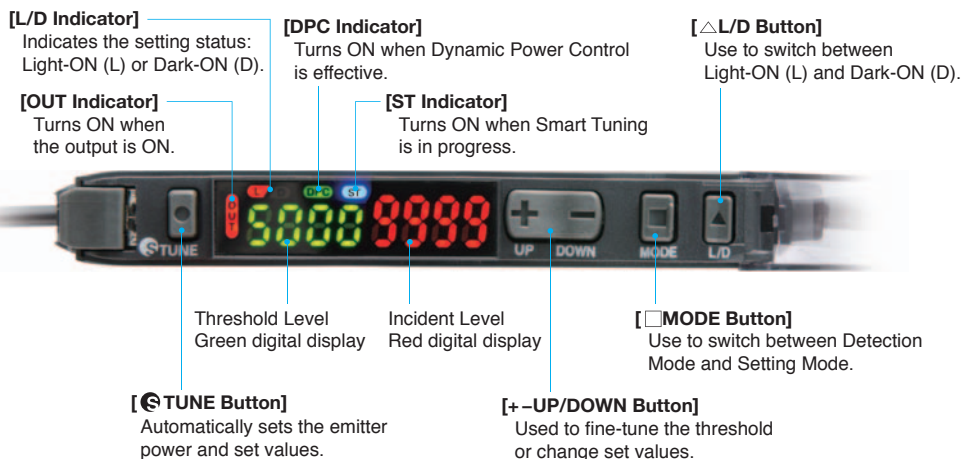 [L/D Indicator]
Indicates the setting status:
Light-ON (L) or Dark-ON (D).
[DPC Indicator]
Turns ON when Dynamic Power Control
is effective.
[△L/D Button]
Use to switch between
Light-ON (L) and Dark-ON (D).
[OUT Indicator]
Turns ON when
the output is ON.
[ST Indicator]
Turns ON when Smart Tuning
is in progress.
L DPC ST
OUT
5000 9999
S TUNE
UP DOWN
MODE
L/D
Threshold Level
Green digital display
Incident Level
Red digital display
[□MODE Button]
Use to switch between Detection
Mode and Setting Mode.
[S TUNE Button]
Automatically sets the emitter
power and set values.
[+–UP/DOWN Button]
Used to fine-tune the threshold
or change set values.